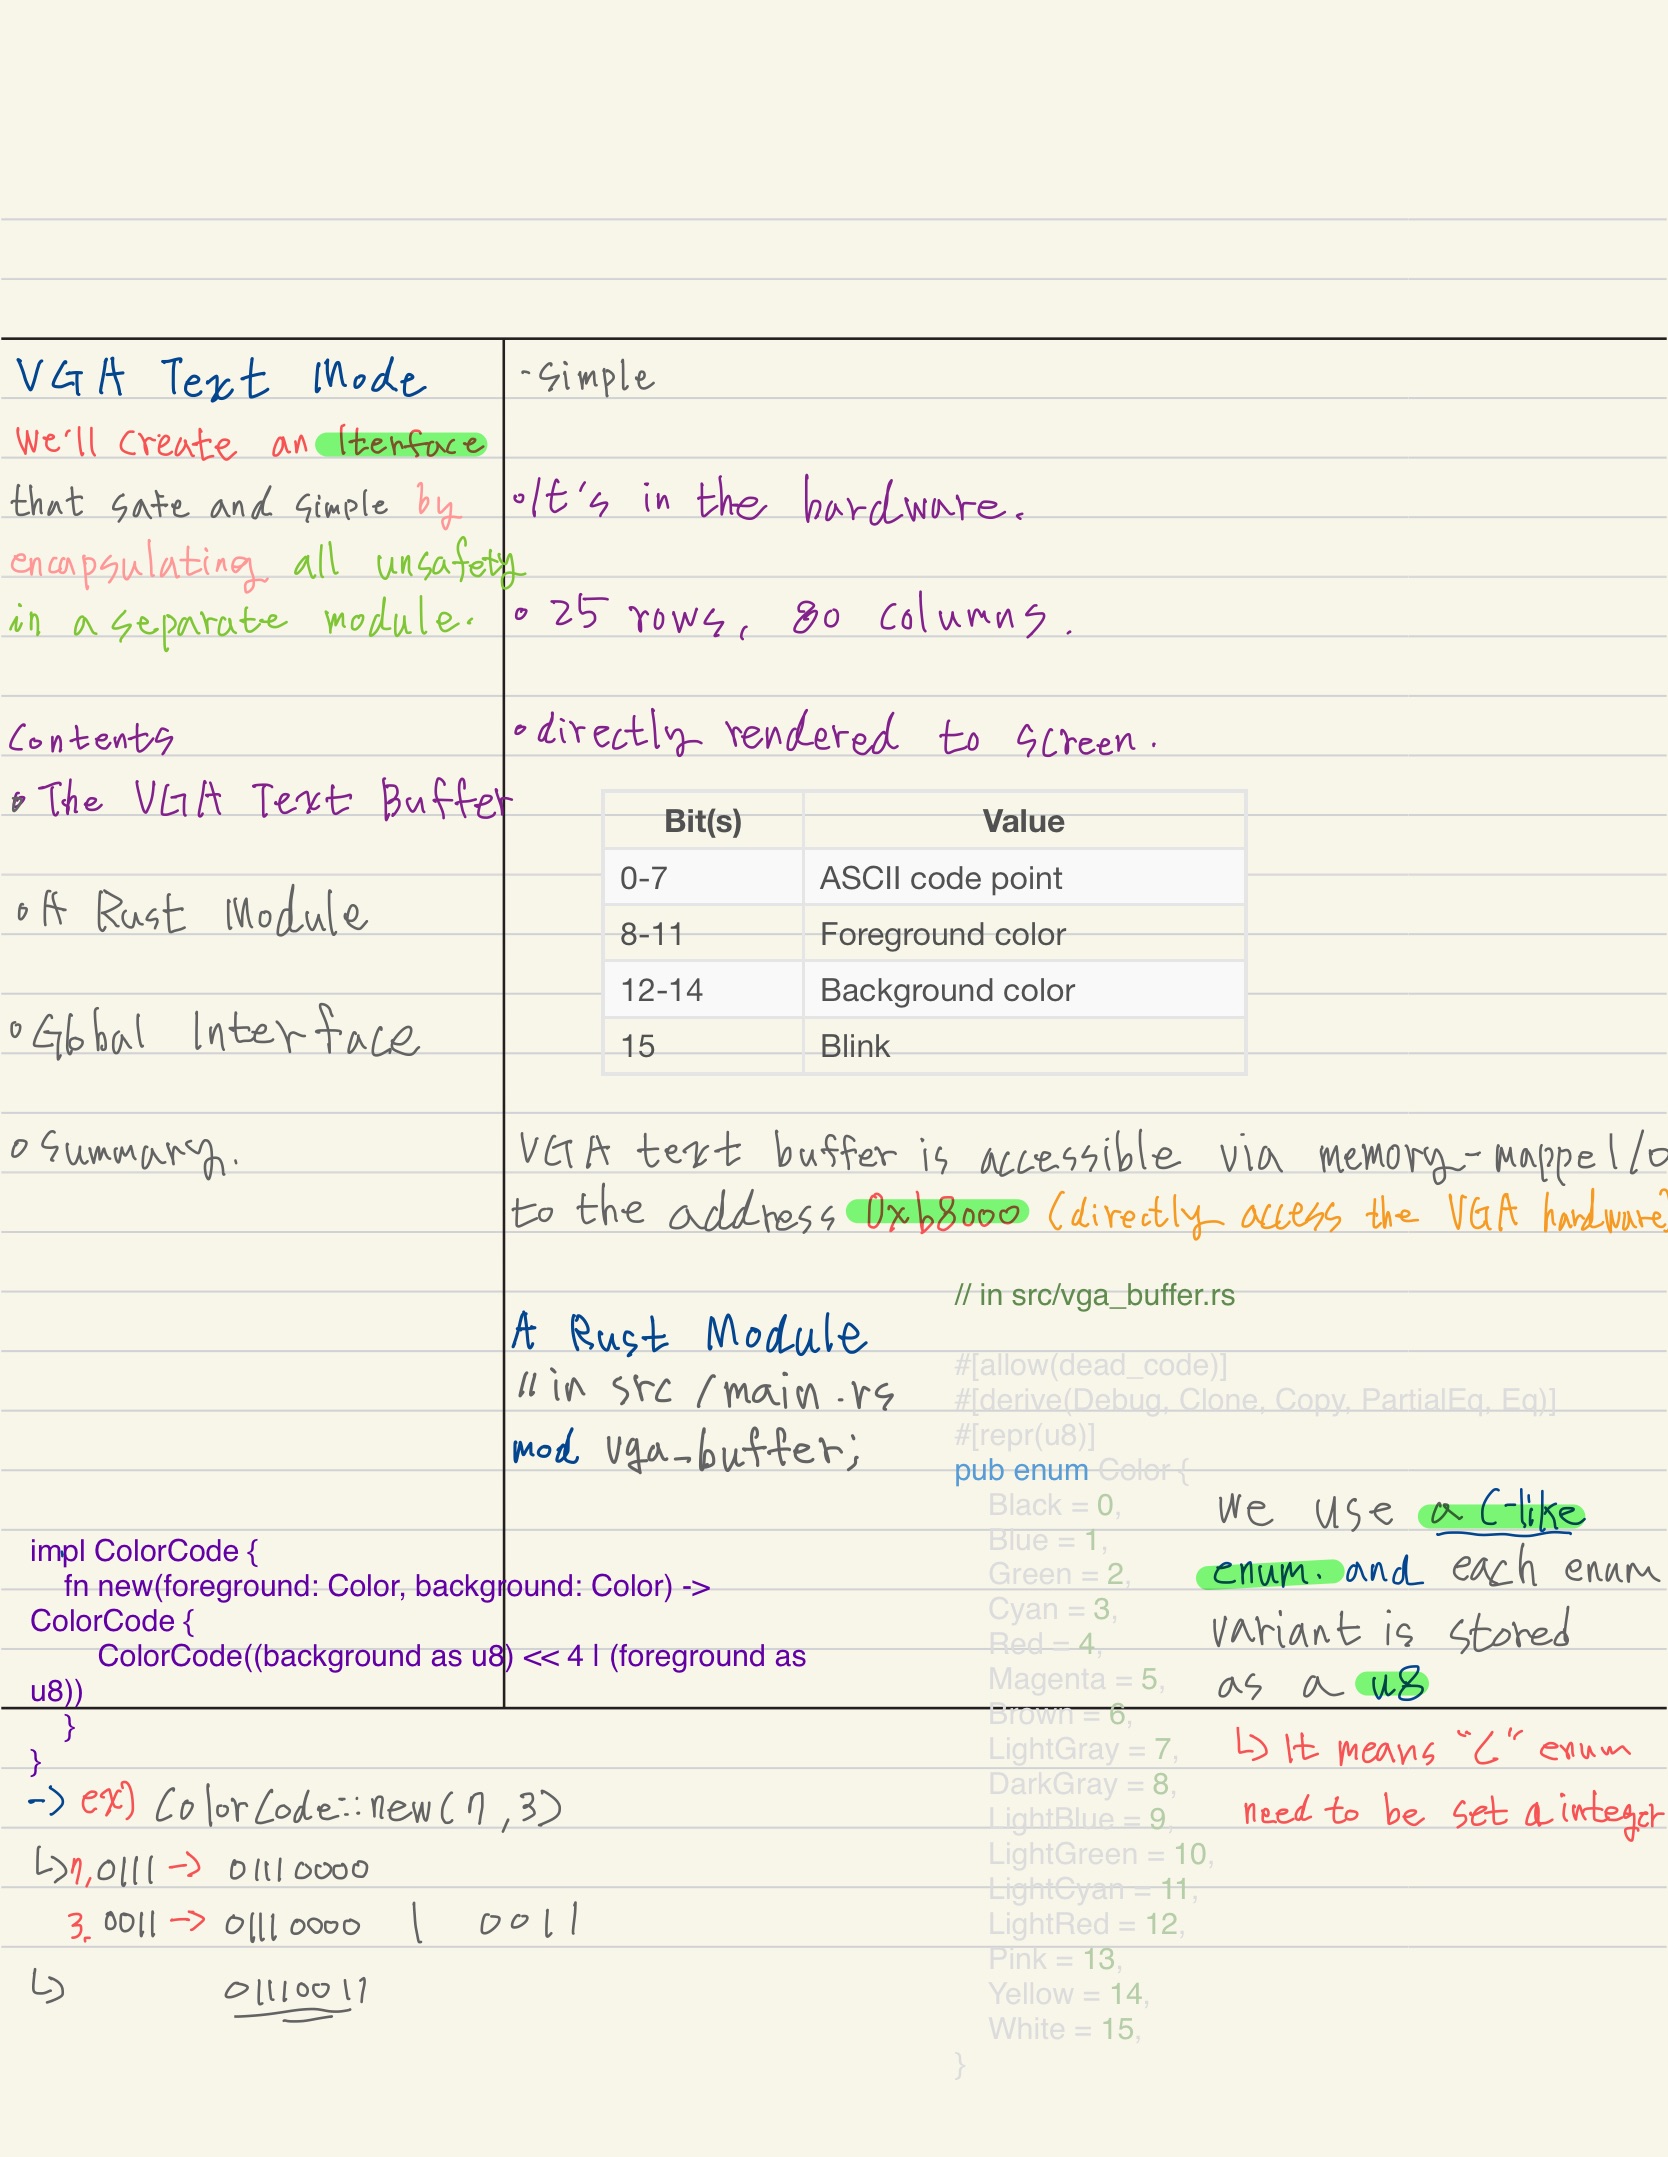 VGA Text Mode
We'll create an Iterface
that safe and simple by
encapsulating all unsafety
in a separate module.
Contents
• The VGA Text Buffer
• A Rust Module
• Global Interface
• Summary.
- Simple
• It's in the hardware.
• 25 rows, 80 columns.
• directly rendered to screen.
Bit(s) Value
0-7 ASCII code point
8-11 Foreground color
12-14 Background color
15 Blink
VGA text buffer is accessible via memory-mappe I/O
to the address 0xb8000 (directly access the VGA hardware)
A Rust Module
// in src/main.rs
mod vga_buffer;
// in src/vga_buffer.rs
#[allow(dead_code)]
#[derive(Debug, Clone, Copy, PartialEq, Eq)]
#[repr(u8)]
pub enum Color {
Black = 0,
Blue = 1,
Green = 2,
Cyan = 3,
Red = 4,
Magenta = 5,
Brown = 6,
LightGray = 7,
DarkGray = 8,
LightBlue = 9,
LightGreen = 10,
LightCyan = 11,
LightRed = 12,
Pink = 13,
Yellow = 14,
White = 15,
}
We use a C-like
enum. and each enum
variant is stored
as a u8
↳ It means "C" enum
need to be set a integer
impl ColorCode {
fn new(foreground: Color, background: Color) ->
ColorCode {
ColorCode((background as u8) << 4 | (foreground as
u8))
}
}
-> ex) ColorCode::new(7,3)
↳ 7, 0111 -> 01110000
3. 0011 -> 01110000 | 0011
↳ 01110011